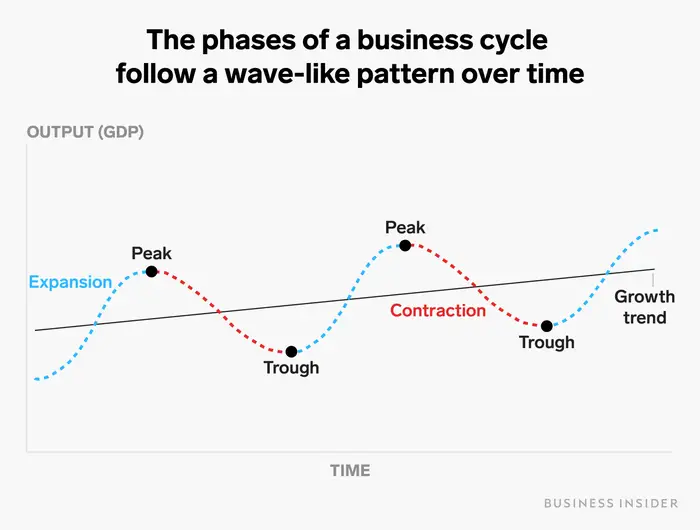 The phases of a business cycle
follow a wave-like pattern over time
OUTPUT (GDP)
Peak
Peak
Expansion
Contraction
Growth
trend
Trough
Trough
TIME
BUSINESS INSIDER